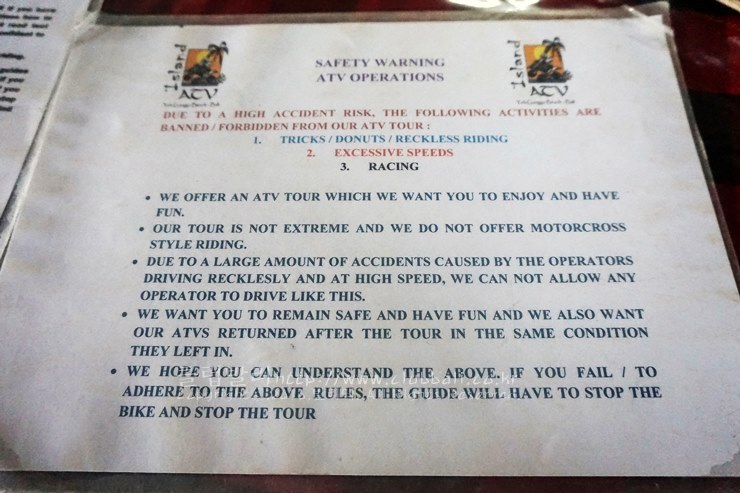 Island
ATV
SAFETY WARNING
ATV OPERATIONS
Island
ATV
DUE TO A HIGH ACCIDENT RISK, THE FOLLOWING ACTIVITIES ARE
BANNED / FORBIDDEN FROM OUR ATV TOUR :
1. TRICKS / DONUTS / RECKLESS RIDING
2. EXCESSIVE SPEEDS
3. RACING
• WE OFFER AN ATV TOUR WHICH WE WANT YOU TO ENJOY AND HAVE
FUN.
• OUR TOUR IS NOT EXTREME AND WE DO NOT OFFER MOTORCROSS
STYLE RIDING.
• DUE TO A LARGE AMOUNT OF ACCIDENTS CAUSED BY THE OPERATORS
DRIVING RECKLESLY AND AT HIGH SPEED, WE CAN NOT ALLOW ANY
OPERATOR TO DRIVE LIKE THIS.
• WE WANT YOU TO REMAIN SAFE AND HAVE FUN AND WE ALSO WANT
OUR ATVS RETURNED AFTER THE TOUR IN THE SAME CONDITION
THEY LEFT IN.
• WE HOPE YOU CAN UNDERSTAND THE ABOVE. IF YOU FAIL / TO
ADHERE TO THE ABOVE RULES, THE GUIDE WILL HAVE TO STOP THE
BIKE AND STOP THE TOUR